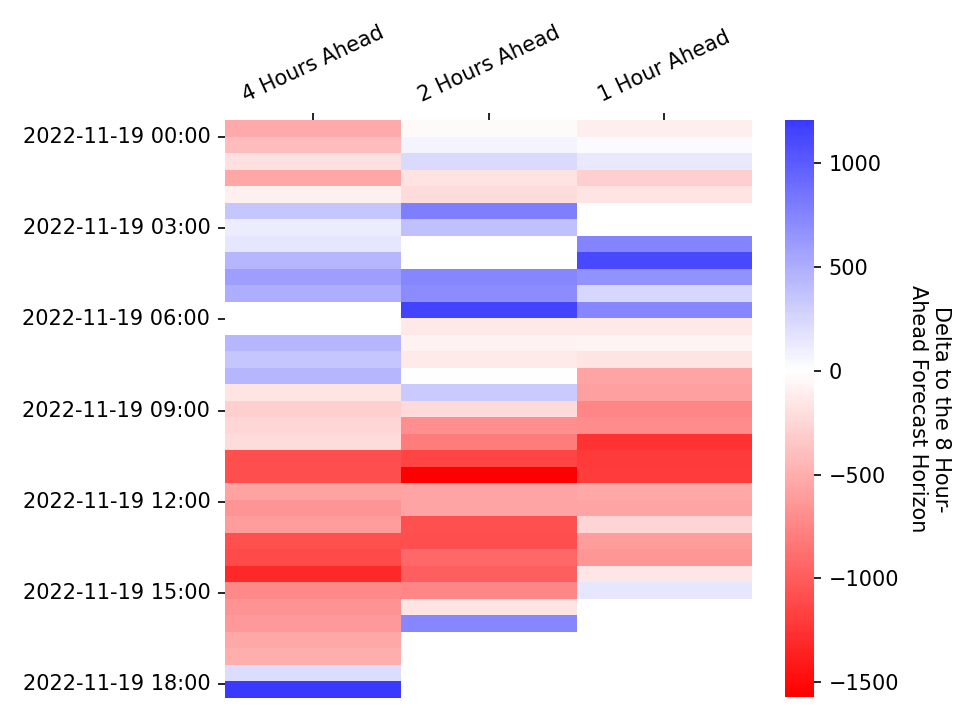 4 Hours Ahead
2 Hours Ahead
1 Hour Ahead
2022-11-19 00:00
2022-11-19 03:00
2022-11-19 06:00
2022-11-19 09:00
2022-11-19 12:00
2022-11-19 15:00
2022-11-19 18:00
1000
500
0
−500
−1000
−1500
Delta to the 8 Hour-
Ahead Forecast Horizon